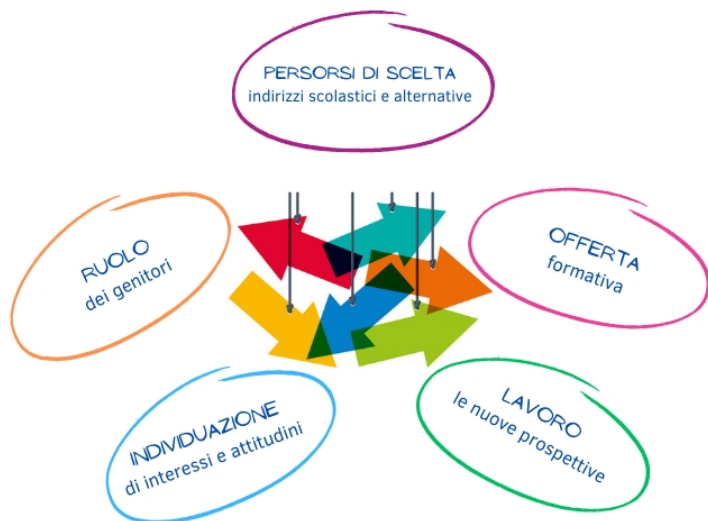 PERSORSI DI SCELTA
indirizzi scolastici e alternative
RUOLO
dei genitori
OFFERTA
formativa
INDIVIDUAZIONE
di interessi e attitudini
LAVORO
le nuove prospettive